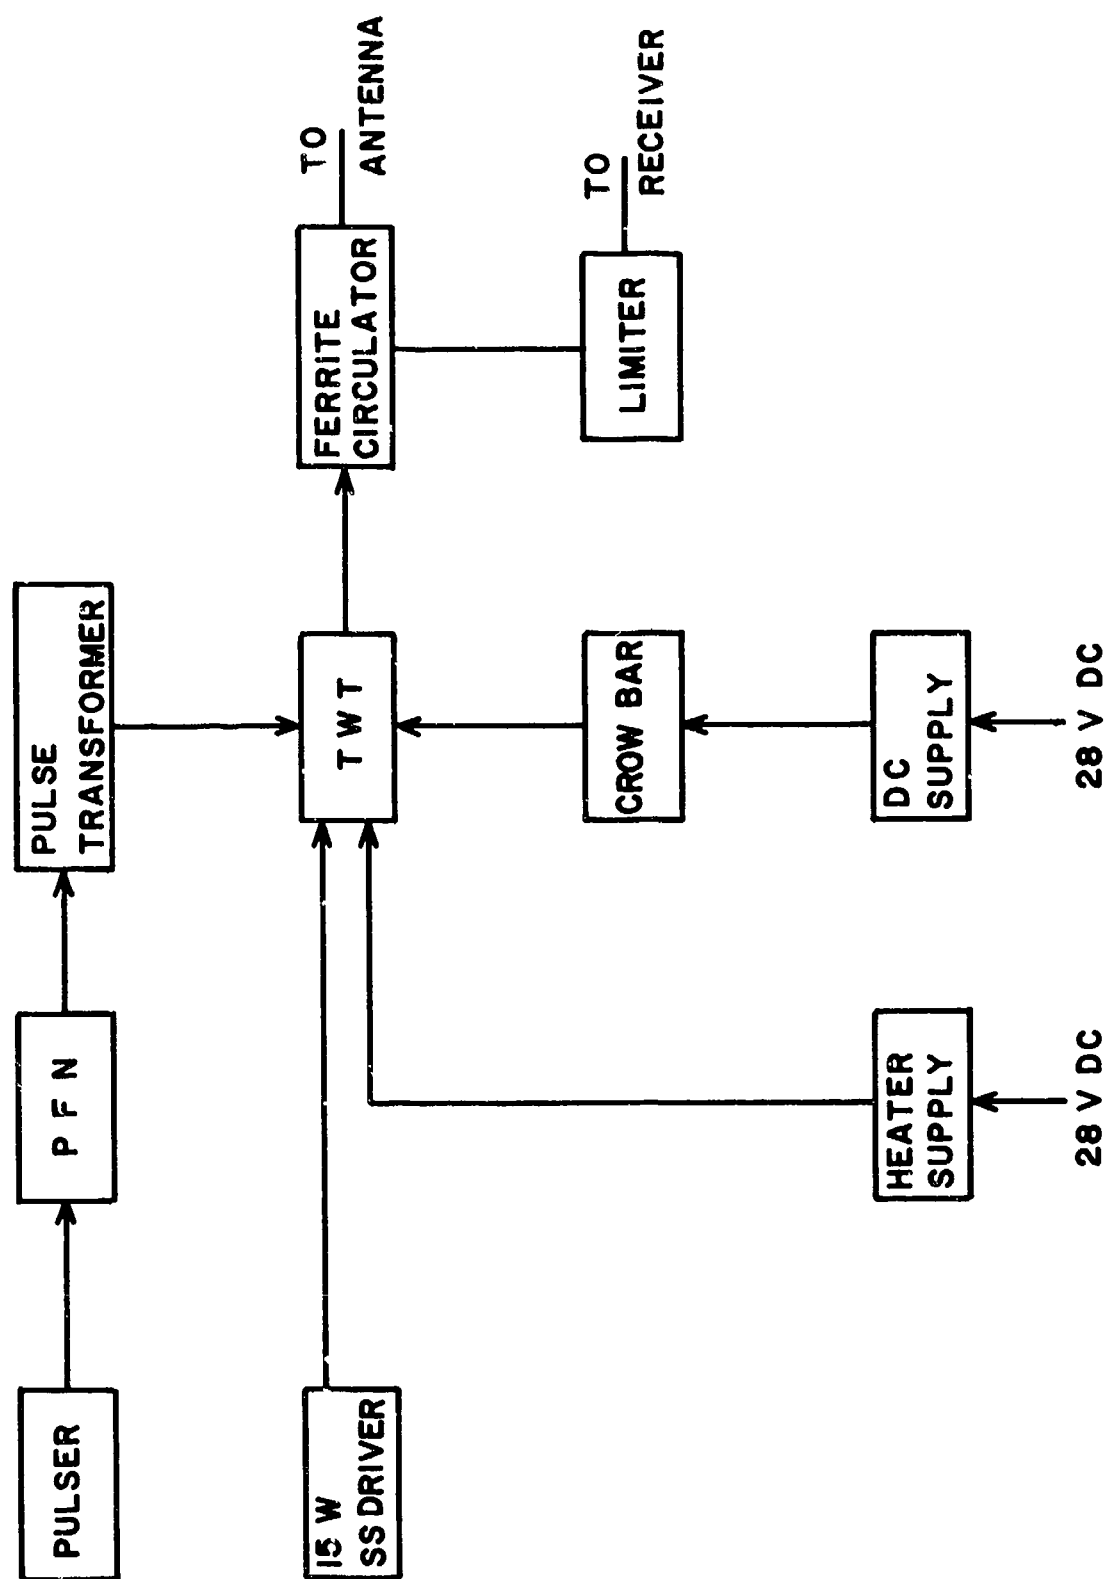 PULSER
P F N
PULSE
TRANSFORMER
15 W
SS DRIVER
T W T
FERRITE
CIRCULATOR
TO
ANTENNA
CROW BAR
LIMITER
TO
RECEIVER
HEATER
SUPPLY
DC
SUPPLY
28 V DC
28 V DC